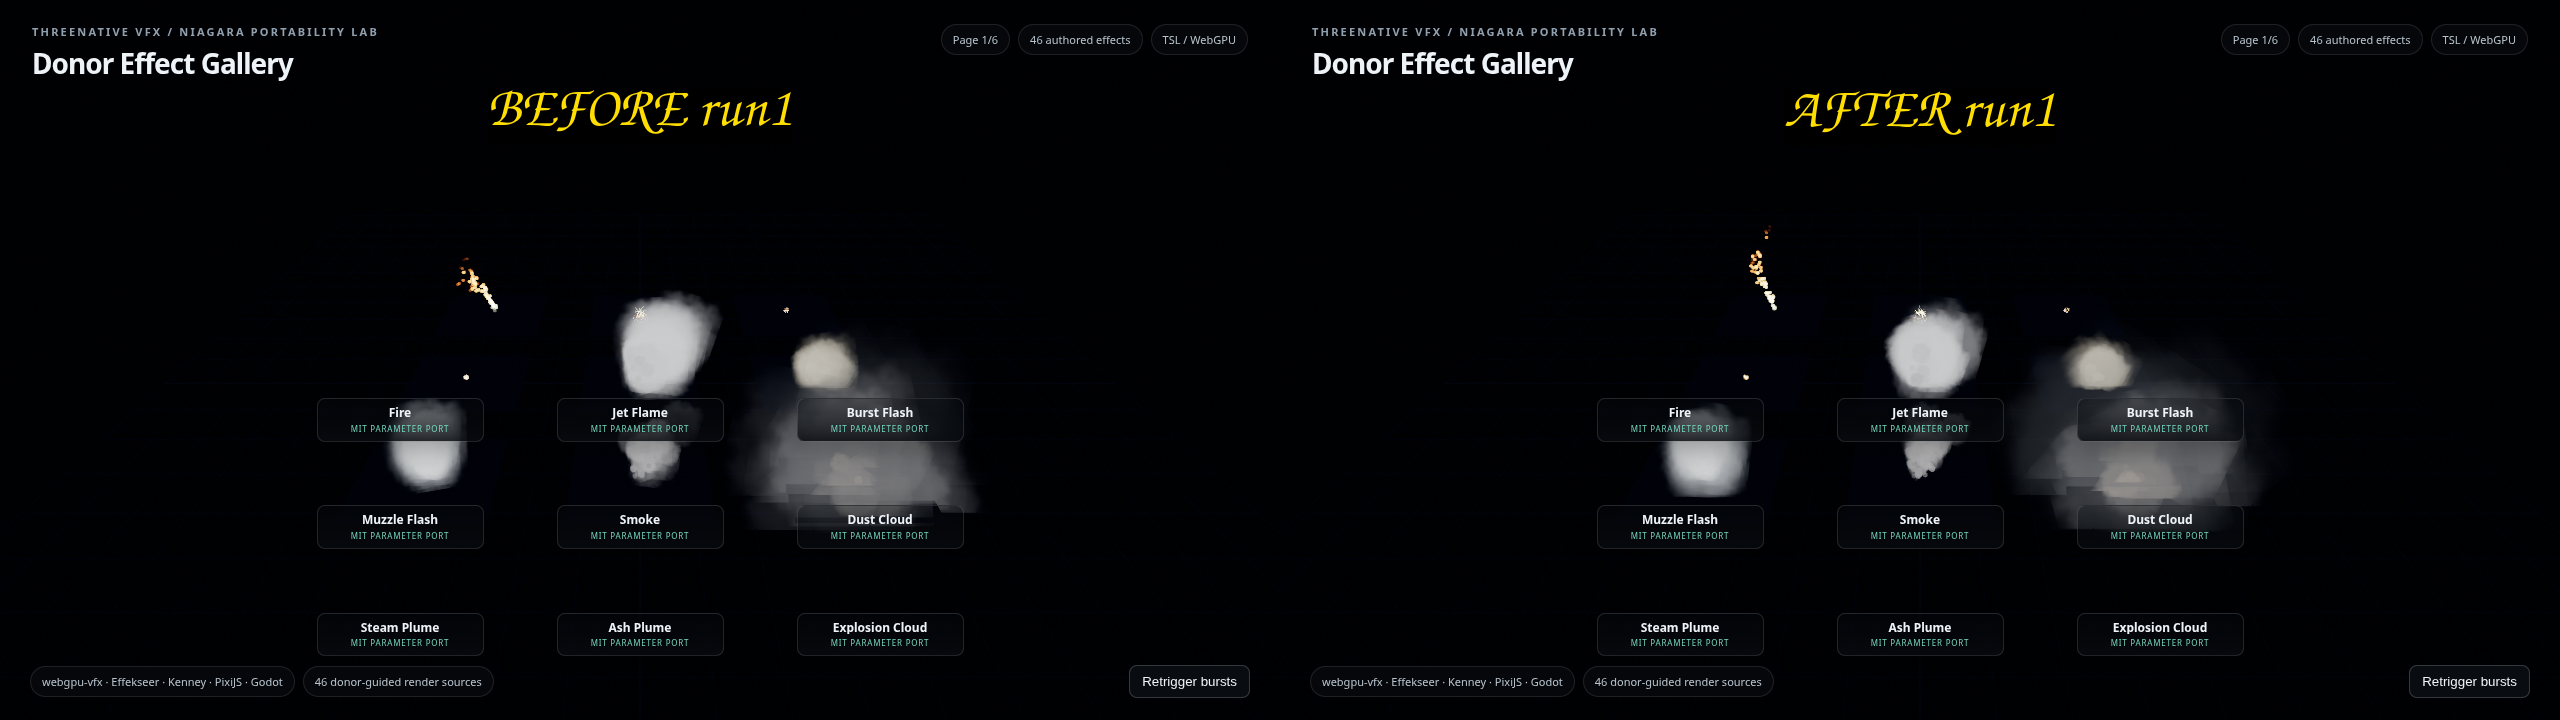 THREENATIVE VFX / NIAGARA PORTABILITY LAB
Donor Effect Gallery
Page 1/6
46 authored effects
TSL / WebGPU
BEFORE run1
Fire
MIT PARAMETER PORT
Jet Flame
MIT PARAMETER PORT
Burst Flash
MIT PARAMETER PORT
Muzzle Flash
MIT PARAMETER PORT
Smoke
MIT PARAMETER PORT
Dust Cloud
MIT PARAMETER PORT
Steam Plume
MIT PARAMETER PORT
Ash Plume
MIT PARAMETER PORT
Explosion Cloud
MIT PARAMETER PORT
webgpu-vfx · Effekseer · Kenney · PixiJS · Godot
46 donor-guided render sources
Retrigger bursts
THREENATIVE VFX / NIAGARA PORTABILITY LAB
Donor Effect Gallery
Page 1/6
46 authored effects
TSL / WebGPU
AFTER run1
Fire
MIT PARAMETER PORT
Jet Flame
MIT PARAMETER PORT
Burst Flash
MIT PARAMETER PORT
Muzzle Flash
MIT PARAMETER PORT
Smoke
MIT PARAMETER PORT
Dust Cloud
MIT PARAMETER PORT
Steam Plume
MIT PARAMETER PORT
Ash Plume
MIT PARAMETER PORT
Explosion Cloud
MIT PARAMETER PORT
webgpu-vfx · Effekseer · Kenney · PixiJS · Godot
46 donor-guided render sources
Retrigger bursts